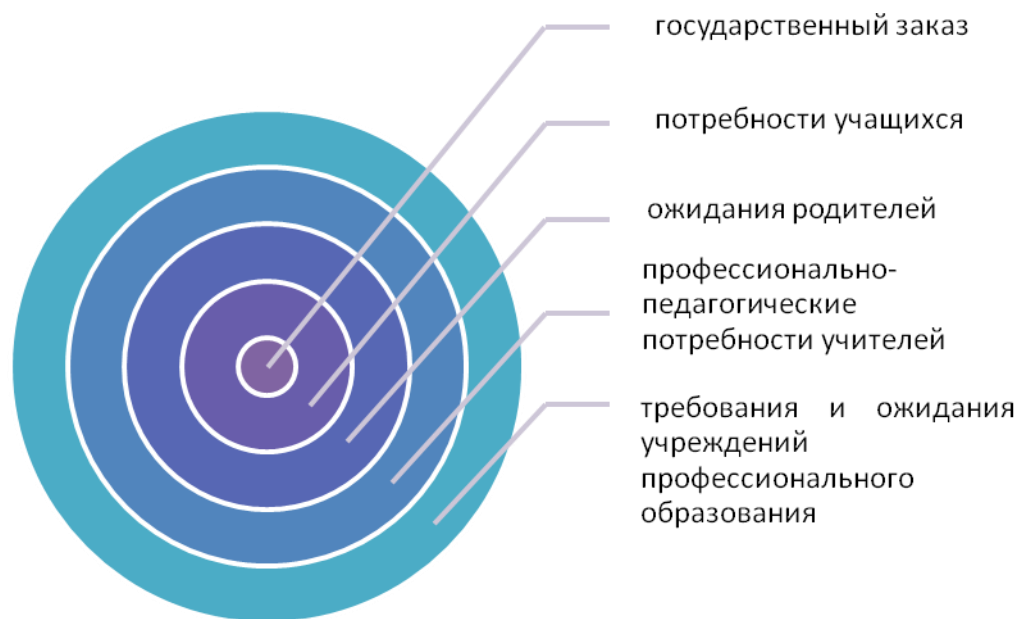 государственный заказ
потребности учащихся
ожидания родителей
профессионально-
педагогические
потребности учителей
требования и ожидания
учреждений
профессионального
образования